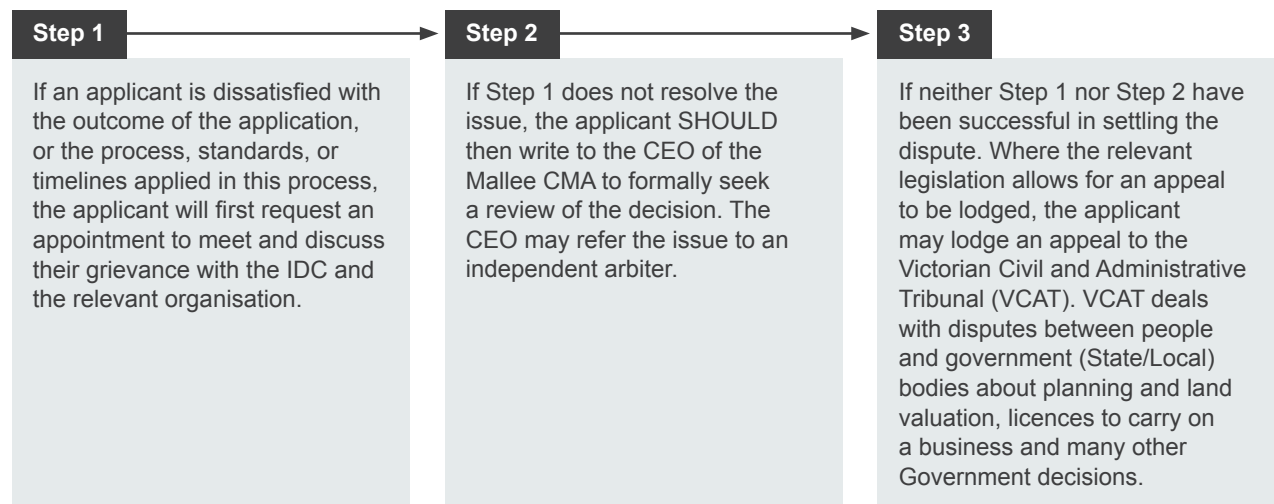 Step 1
If an applicant is dissatisfied with
the outcome of the application,
or the process, standards, or
timelines applied in this process,
the applicant will first request an
appointment to meet and discuss
their grievance with the IDC and
the relevant organisation.
Step 2
If Step 1 does not resolve the
issue, the applicant SHOULD
then write to the CEO of the
Mallee CMA to formally seek
a review of the decision. The
CEO may refer the issue to an
independent arbiter.
Step 3
If neither Step 1 nor Step 2 have
been successful in settling the
dispute. Where the relevant
legislation allows for an appeal
to be lodged, the applicant
may lodge an appeal to the
Victorian Civil and Administrative
Tribunal (VCAT). VCAT deals
with disputes between people
and government (State/Local)
bodies about planning and land
valuation, licences to carry on
a business and many other
Government decisions.